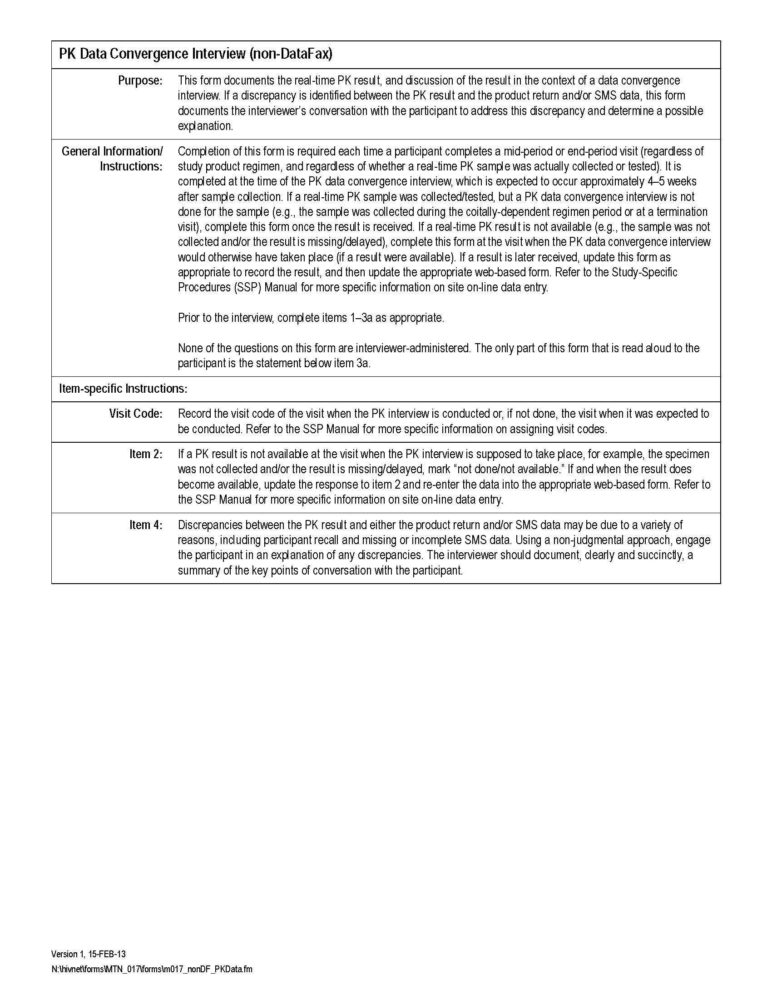 PK Data Convergence Interview (non-DataFax)
Purpose: This form documents the real-time PK result, and discussion of the result in the context of a data convergence
interview. If a discrepancy is identified between the PK result and the product return and/or SMS data, this form
documents the interviewer’s conversation with the participant to address this discrepancy and determine a possible
explanation.
General Information/ Completion of this form is required each time a participant completes a mid-period or end-period visit (regardless of
Instructions: study product regimen, and regardless of whether a real-time PK sample was actually collected or tested). It is
completed at the time of the PK data convergence interview, which is expected to occur approximately 4–5 weeks
after sample collection. If a real-time PK sample was collected/tested, but a PK data convergence interview is not
done for the sample (e.g., the sample was collected during the coitally-dependent regimen period or at a termination
visit), complete this form once the result is received. If a real-time PK result is not available (e.g., the sample was not
collected and/or the result is missing/delayed), complete this form at the visit when the PK data convergence interview
would otherwise have taken place (if a result were available). If a result is later received, update this form as
appropriate to record the result, and then update the appropriate web-based form. Refer to the Study-Specific
Procedures (SSP) Manual for more specific information on site on-line data entry.
Prior to the interview, complete items 1–3a as appropriate.
None of the questions on this form are interviewer-administered. The only part of this form that is read aloud to the
participant is the statement below item 3a.
Item-specific Instructions:
Visit Code: Record the visit code of the visit when the PK interview is conducted or, if not done, the visit when it was expected to
be conducted. Refer to the SSP Manual for more specific information on assigning visit codes.
Item 2: If a PK result is not available at the visit when the PK interview is supposed to take place, for example, the specimen
was not collected and/or the result is missing/delayed, mark “not done/not available.” If and when the result does
become available, update the response to item 2 and re-enter the data into the appropriate web-based form. Refer to
the SSP Manual for more specific information on site on-line data entry.
Item 4: Discrepancies between the PK result and either the product return and/or SMS data may be due to a variety of
reasons, including participant recall and missing or incomplete SMS data. Using a non-judgmental approach, engage
the participant in an explanation of any discrepancies. The interviewer should document, clearly and succinctly, a
summary of the key points of conversation with the participant.
Version 1, 15-FEB-13
N:\hivnet\forms\MTN_017\forms\m017_nonDF_PKData.fm